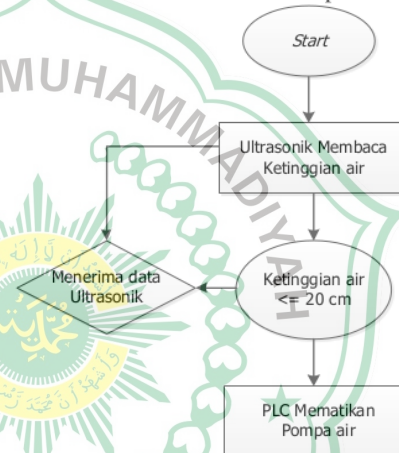 Start
MUHAMMADIYAH
Ultrasonik Membaca
Ketinggian air
Menerima data
Ultrasonik
Ketinggian air
<= 20 cm
PLC Mematikan
Pompa air